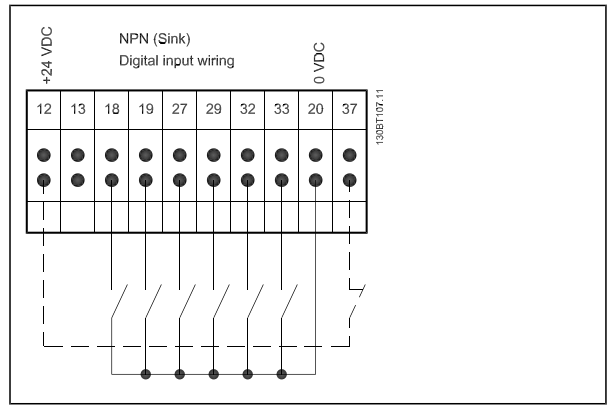 +24 VDC
NPN (Sink)
Digital input wiring
0 VDC
12 13 18 19 27 29 32 33 20 37
130BT107.11